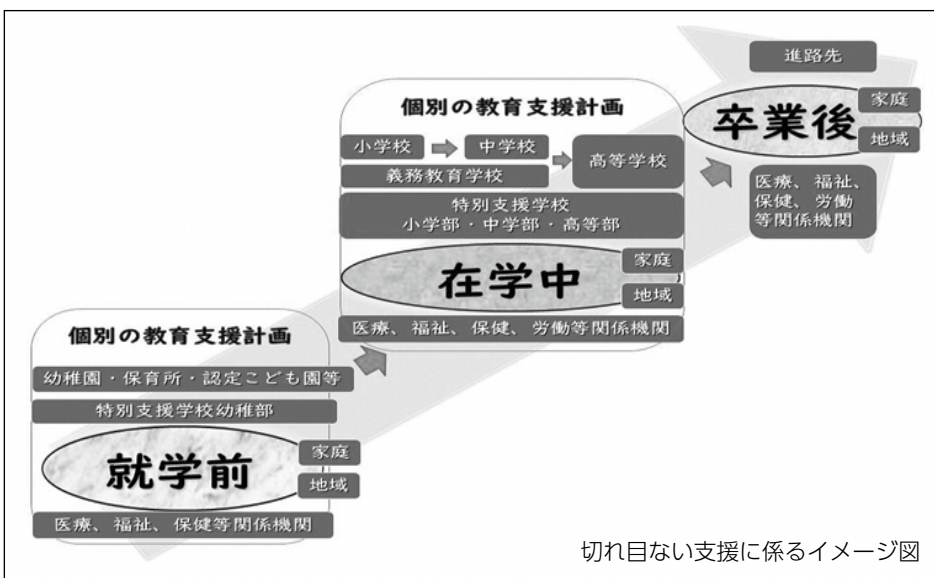 進路先
卒業後
家庭
地域
医療、福祉、
保健、労働
等関係機関
個別の教育支援計画
小学校
中学校
高等学校
義務教育学校
特別支援学校
小学部・中学部・高等部
在学中
家庭
地域
医療、福祉、保健、労働等関係機関
個別の教育支援計画
幼稚園・保育所・認定こども園等
特別支援学校幼稚部
就学前
家庭
地域
医療、福祉、保健等関係機関
切れ目ない支援に係るイメージ図